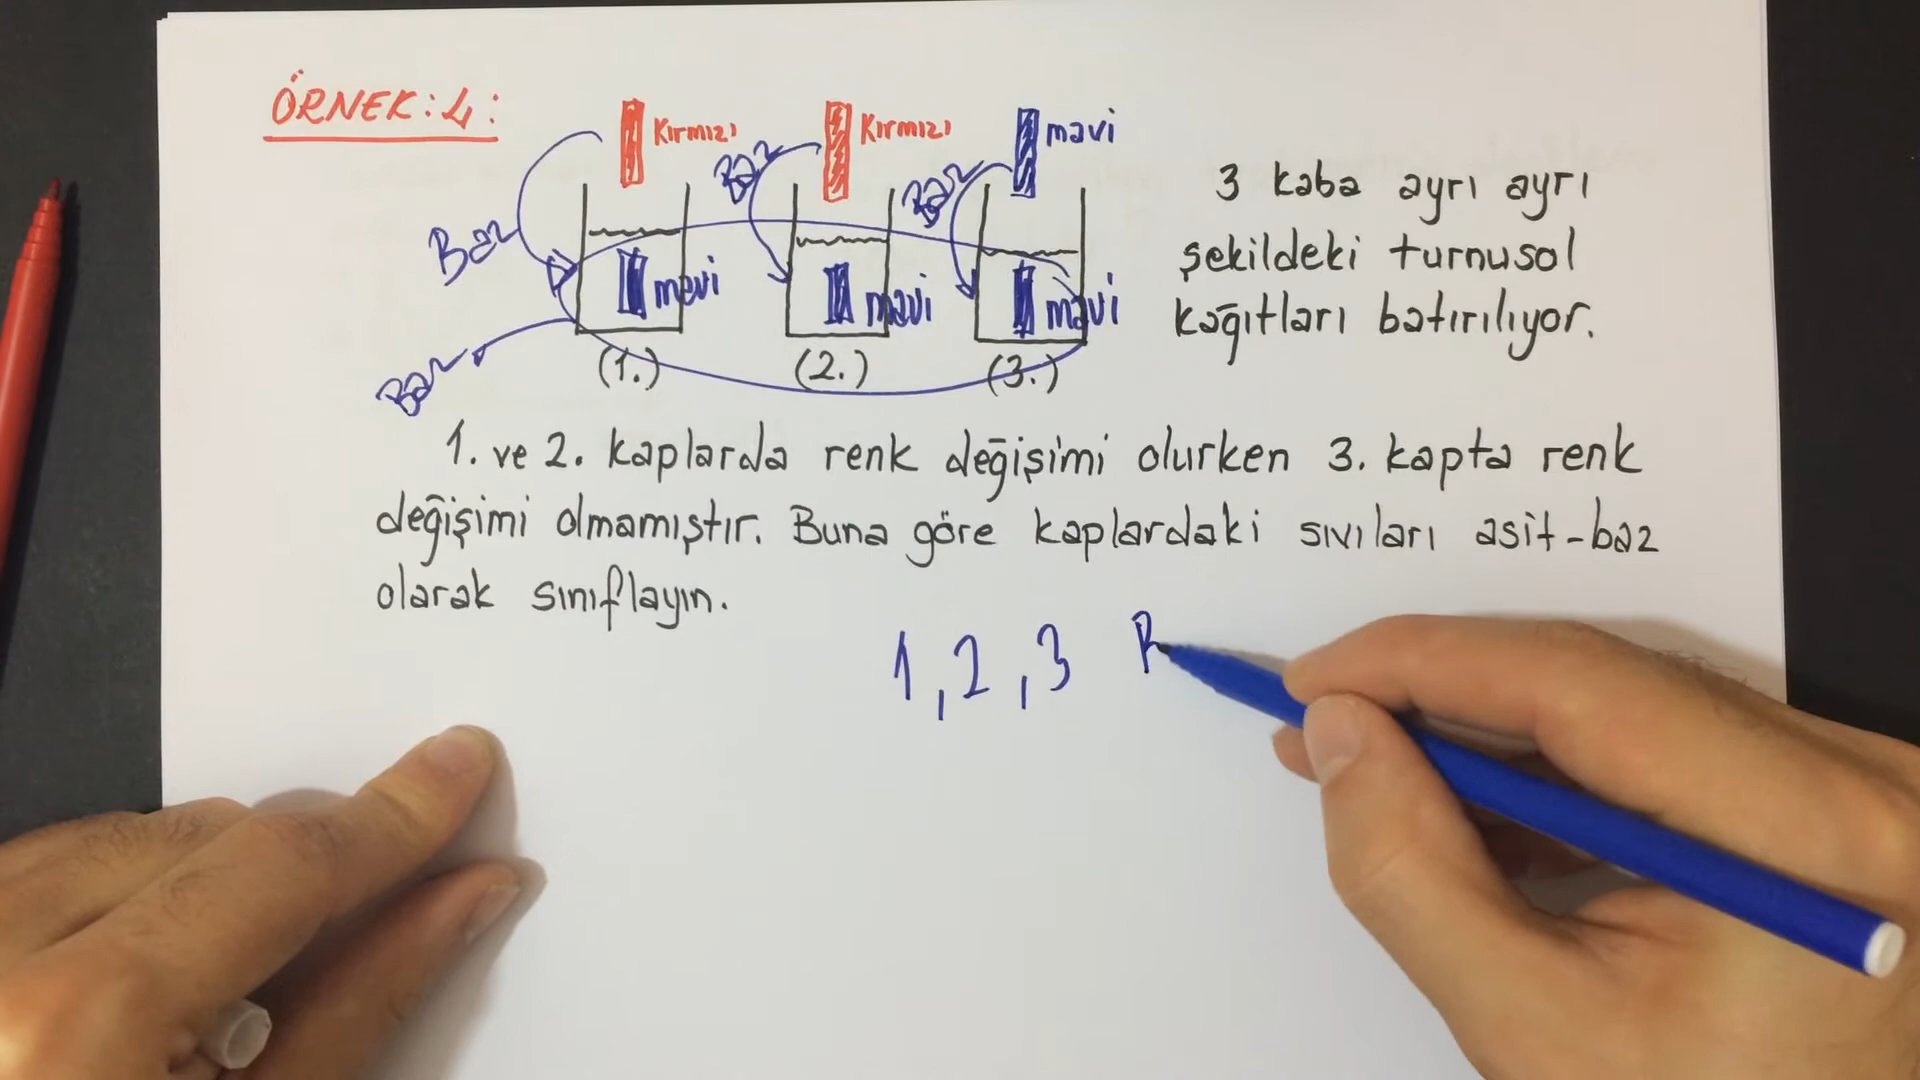 ÖRNEK: 4:
Kırmızı
Kırmızı
mavi
Baz
Baz
Baz
mavi
mavi
mavi
Baz
(1.)
(2.)
(3.)
3 kaba ayrı ayrı
şekildeki turnusol
kağıtları batırılıyor.
1. ve 2. kaplarda renk değişimi olurken 3. kapta renk
değişimi olmamıştır. Buna göre kaplardaki sıvıları asit-baz
olarak sınıflayın.
1, 2, 3